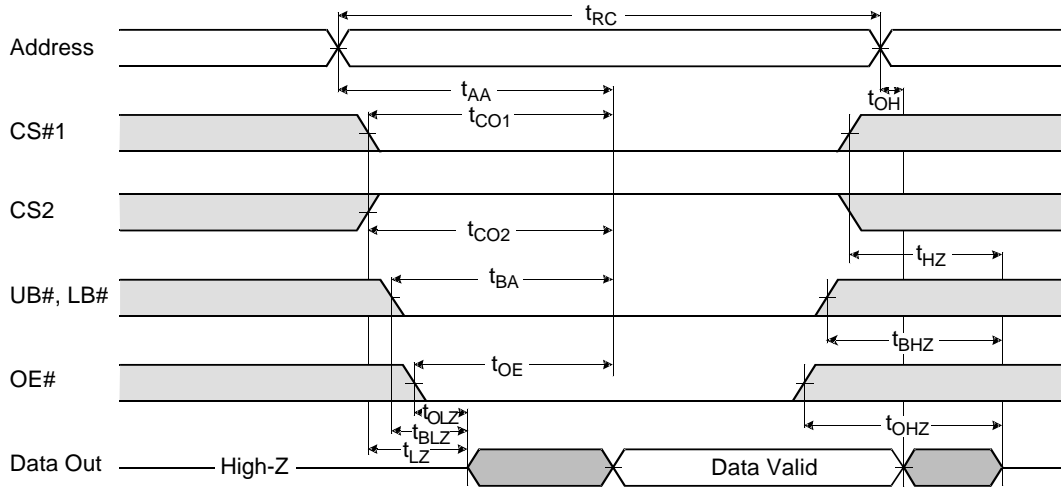 tRC
Address
tAA
tOH
tCO1
CS#1
CS2
tCO2
tHZ
tBA
UB#, LB#
tBHZ
tOE
OE#
tOLZ
tBLZ
tOHZ
tLZ
Data Out
High-Z
Data Valid